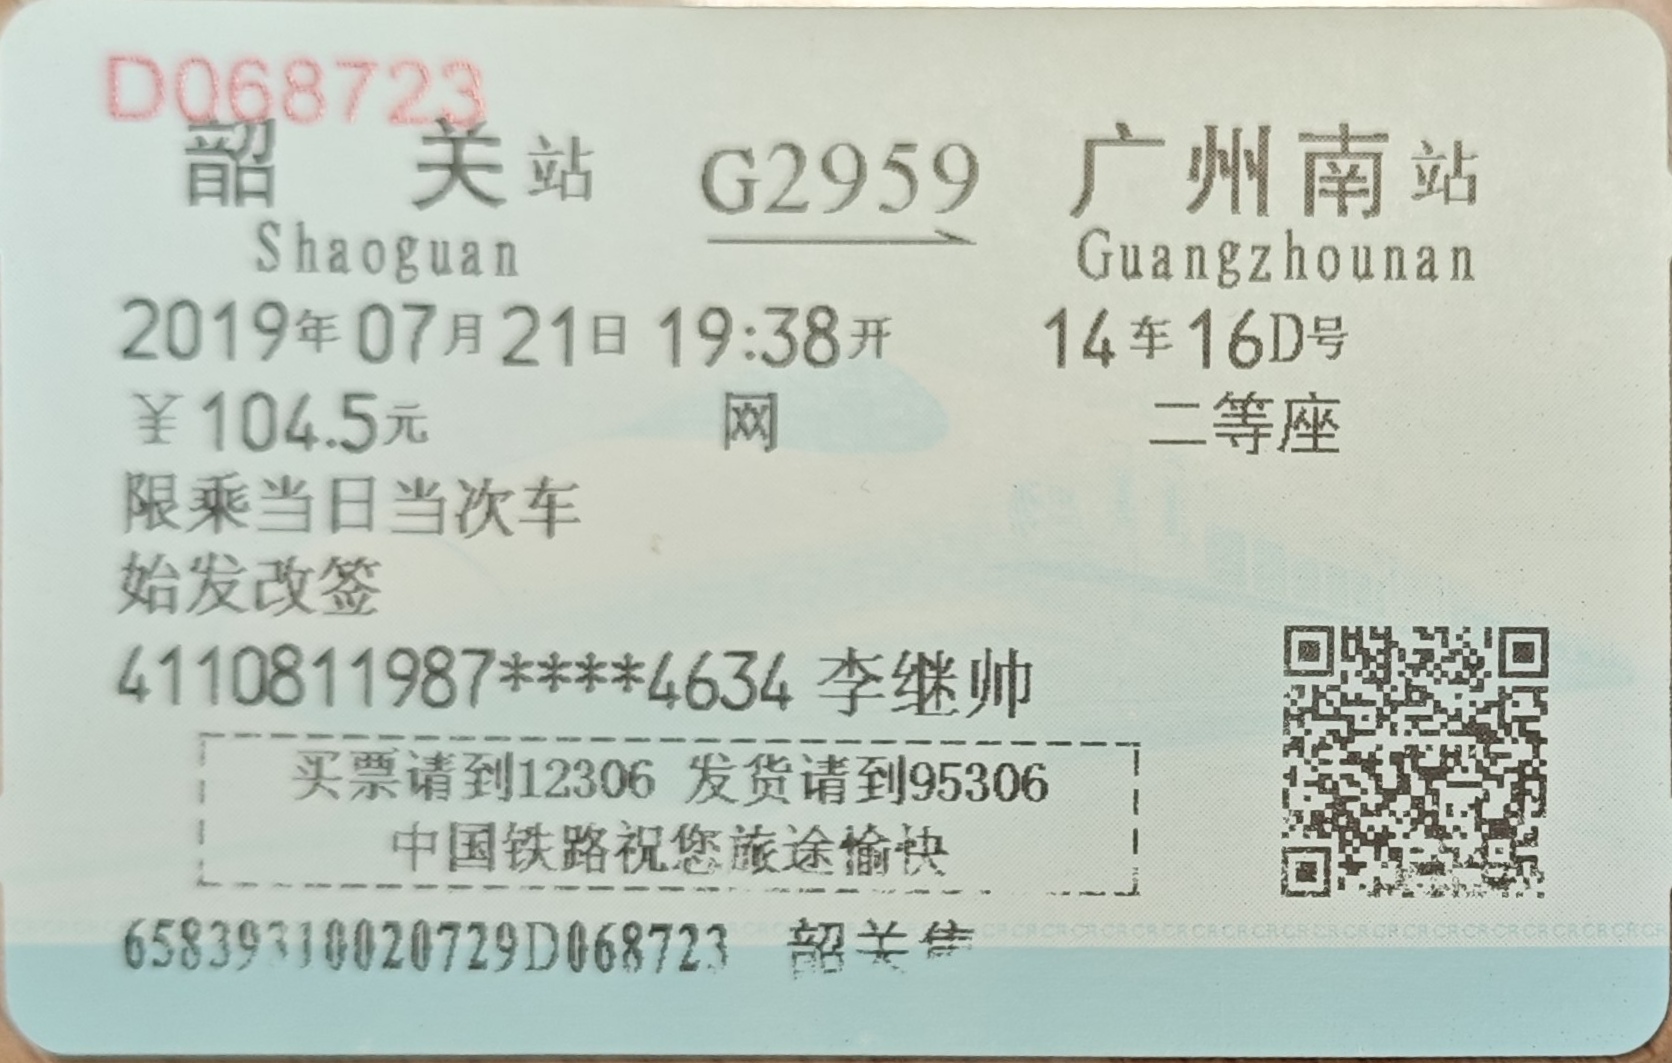 D068723
韶关站 G2959 广州南站
Shaoguan Guangzhounan
2019年07月21日 19:38开 14车16D号
￥104.5元 网 二等座
限乘当日当次车
始发改签
4110811987****4634 李继帅
买票请到12306 发货请到95306
中国铁路祝您旅途愉快
65839310020729D068723 韶关售